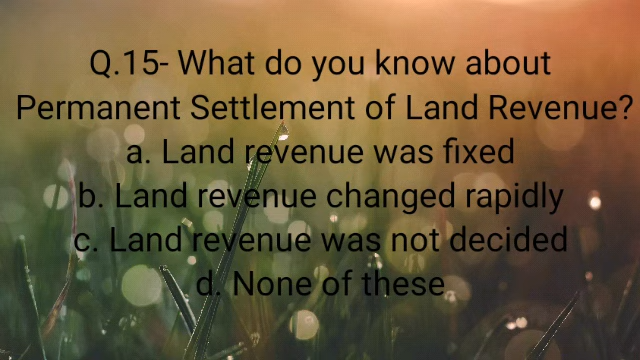 Q.15- What do you know about
Permanent Settlement of Land Revenue?
a. Land revenue was fixed
b. Land revenue changed rapidly
c. Land revenue was not decided
d. None of these